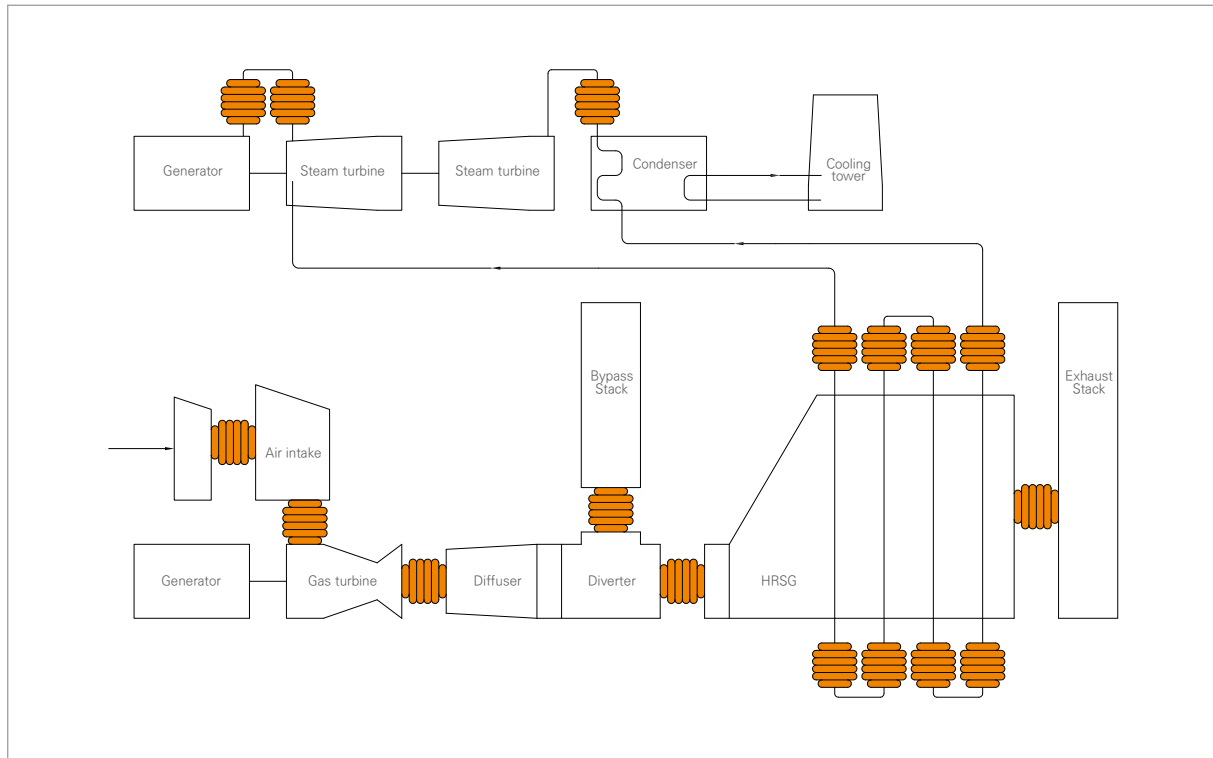 Generator
Steam turbine
Steam turbine
Condenser
Cooling
tower
Bypass
Stack
Exhaust
Stack
Air intake
Generator
Gas turbine
Diffuser
Diverter
HRSG